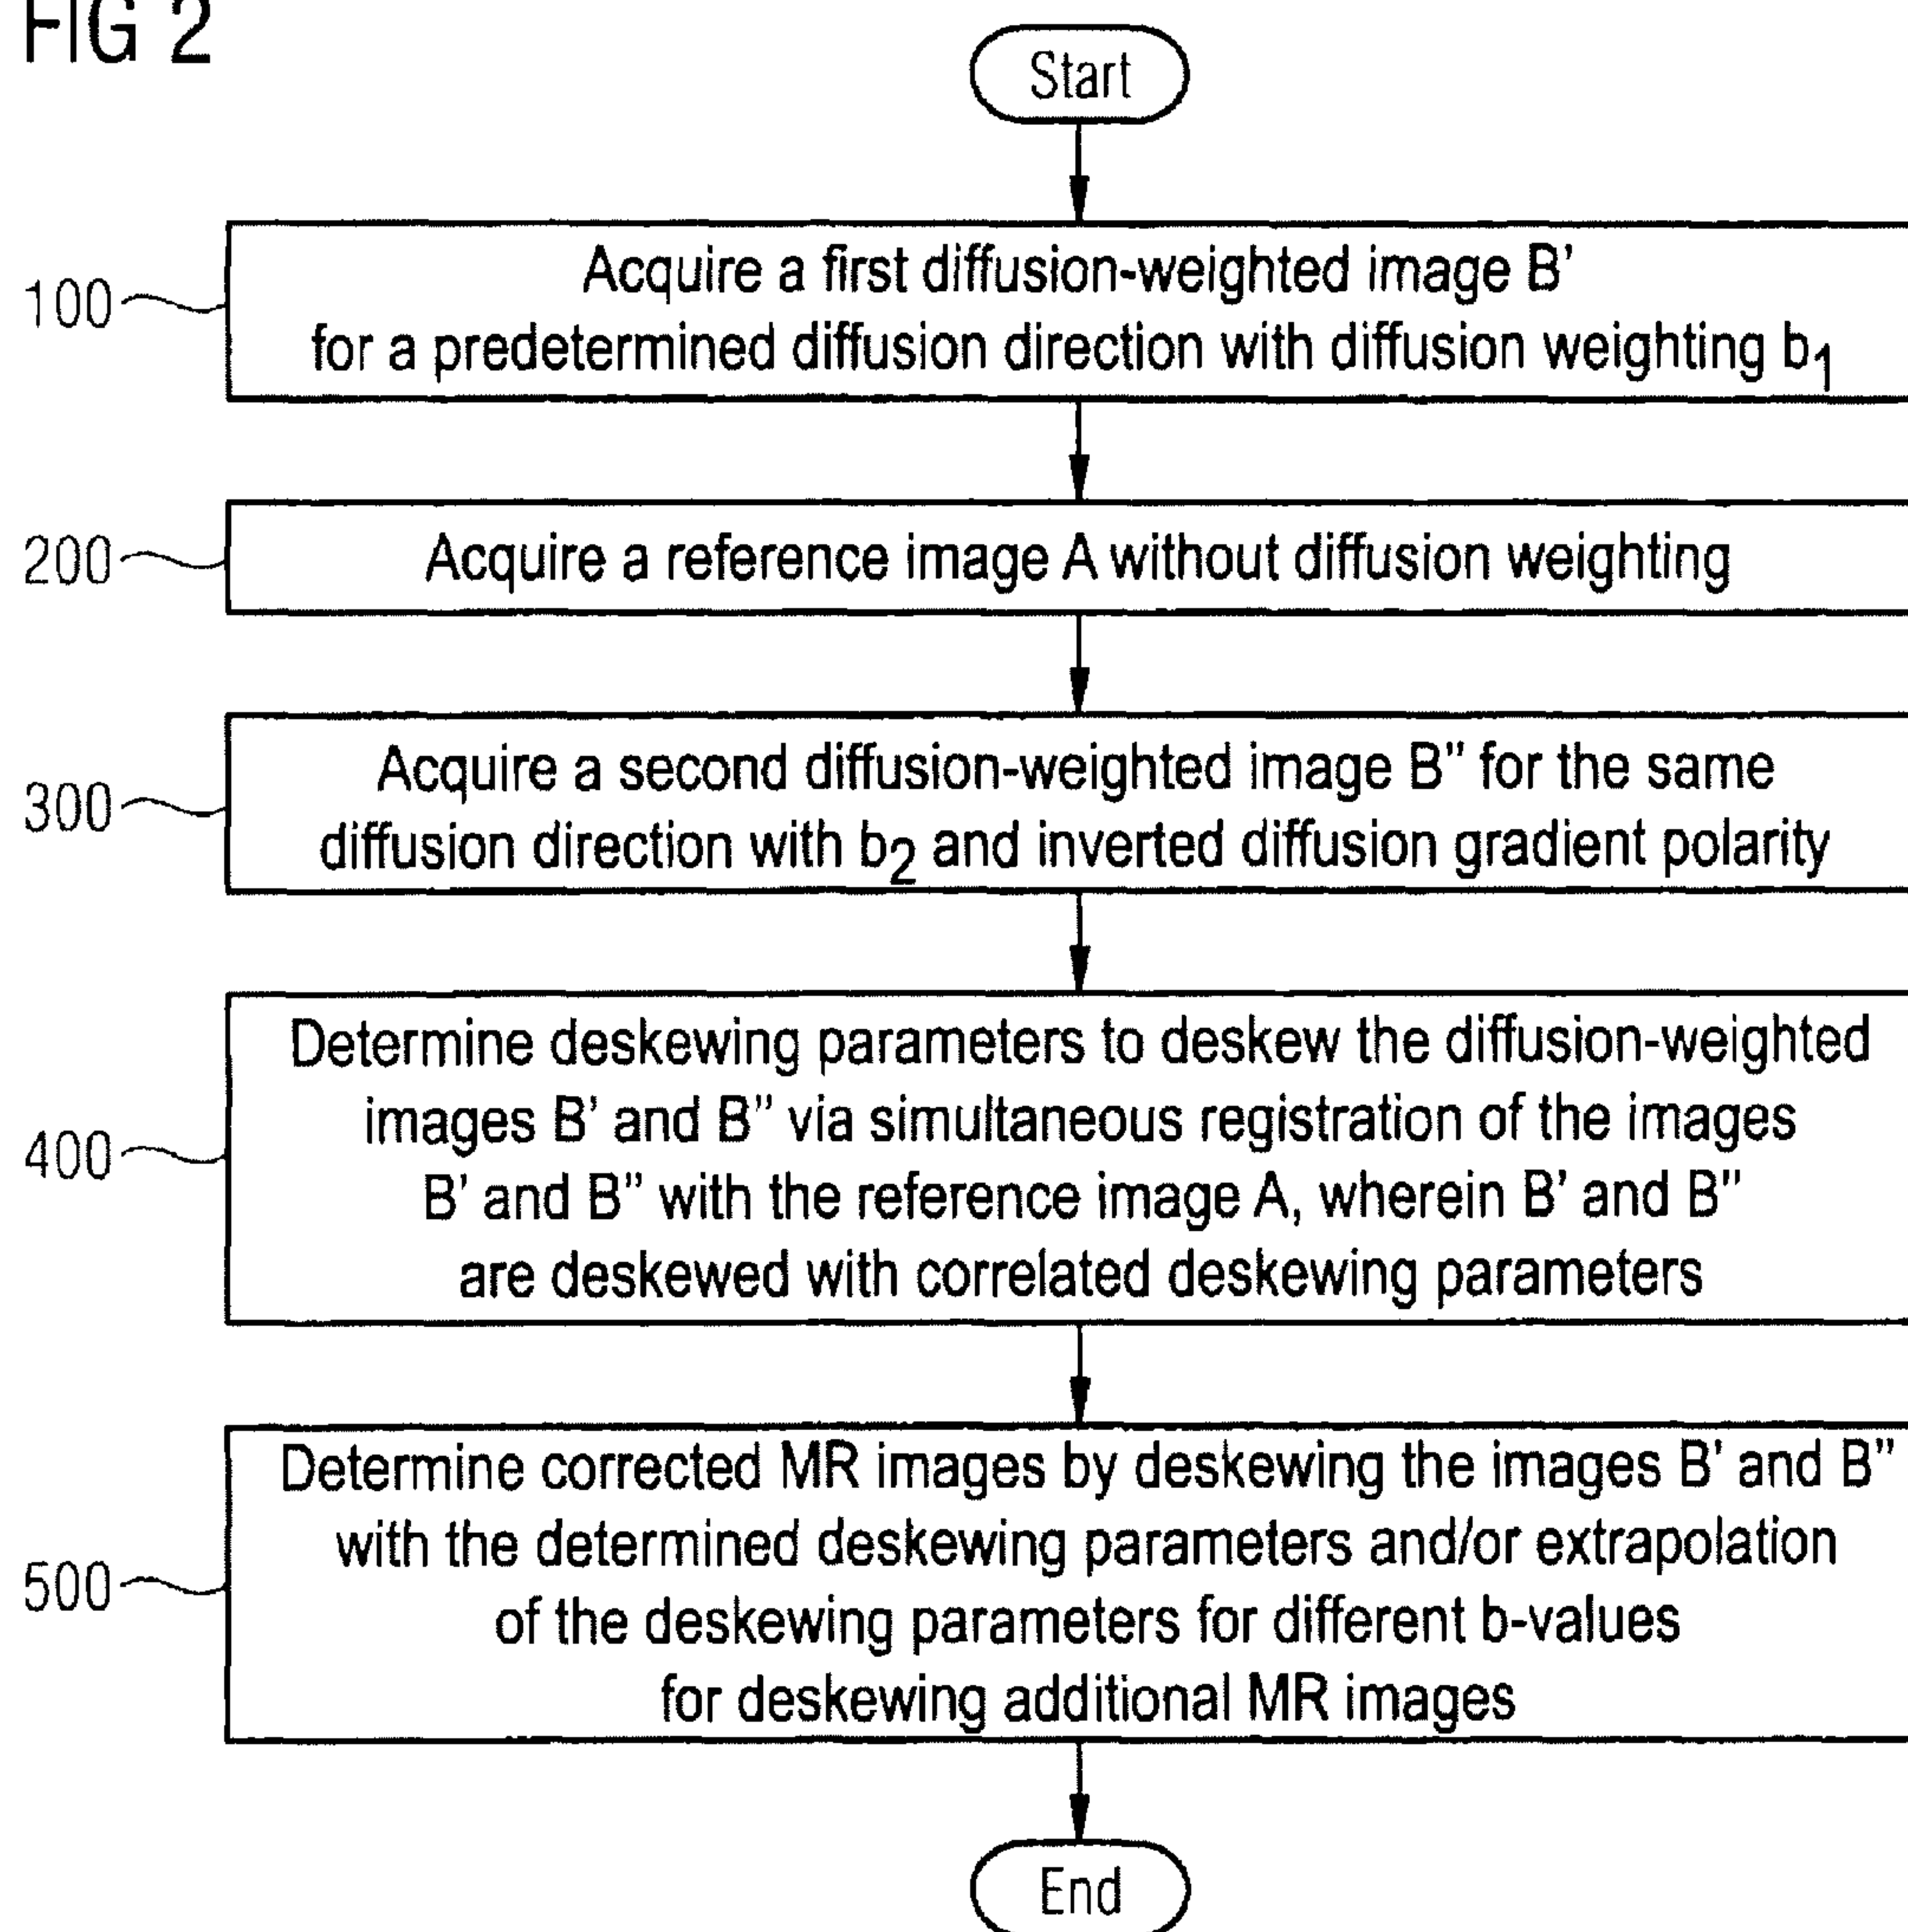 FIG 2
Start
100
Acquire a first diffusion-weighted image B'
for a predetermined diffusion direction with diffusion weighting b₁
200
Acquire a reference image A without diffusion weighting
300
Acquire a second diffusion-weighted image B" for the same
diffusion direction with b₂ and inverted diffusion gradient polarity
400
Determine deskewing parameters to deskew the diffusion-weighted
images B' and B" via simultaneous registration of the images
B' and B" with the reference image A, wherein B' and B"
are deskewed with correlated deskewing parameters
500
Determine corrected MR images by deskewing the images B' and B"
with the determined deskewing parameters and/or extrapolation
of the deskewing parameters for different b-values
for deskewing additional MR images
End